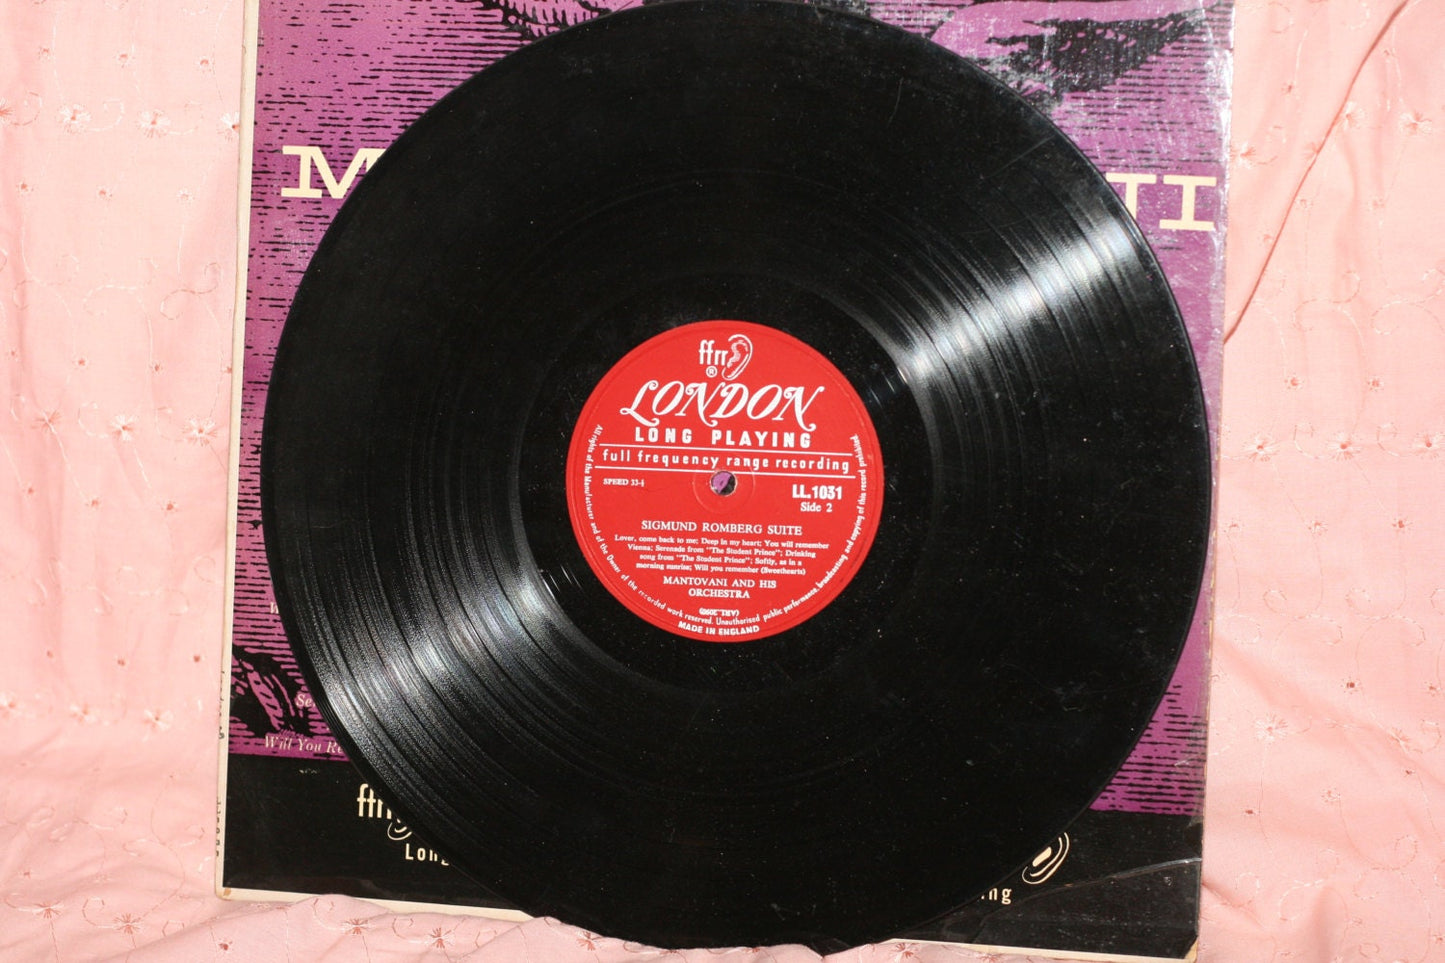 M
II
ffrr
®
LONDON
LONG PLAYING
full frequency range recording
SPEED 33⅓
LL.1031
Side 2
SIGMUND ROMBERG SUITE
Lover, come back to me; Deep in my heart; You will remember
Vienna; Serenade from "The Student Prince"; Drinking
song from "The Student Prince"; Softly, as in a
morning sunrise; Will you remember (Sweethearts)
MANTOVANI AND HIS
ORCHESTRA
All rights of the Manufacturer and of the Owner of the recorded work reserved. Unauthorised public performance, broadcasting and copying of this record prohibited
MADE IN ENGLAND
Will You Re
Long
ing